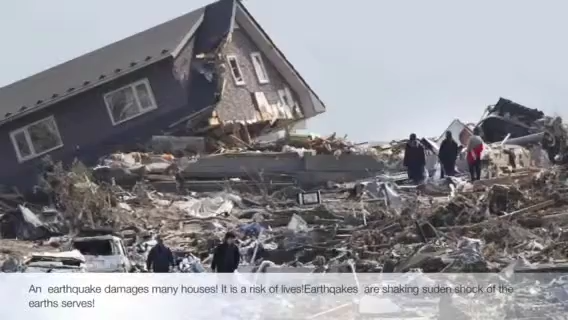 An  earthquake damages many houses! It is a risk of lives!Earthqakes  are shaking suden shock of the
earths serves!